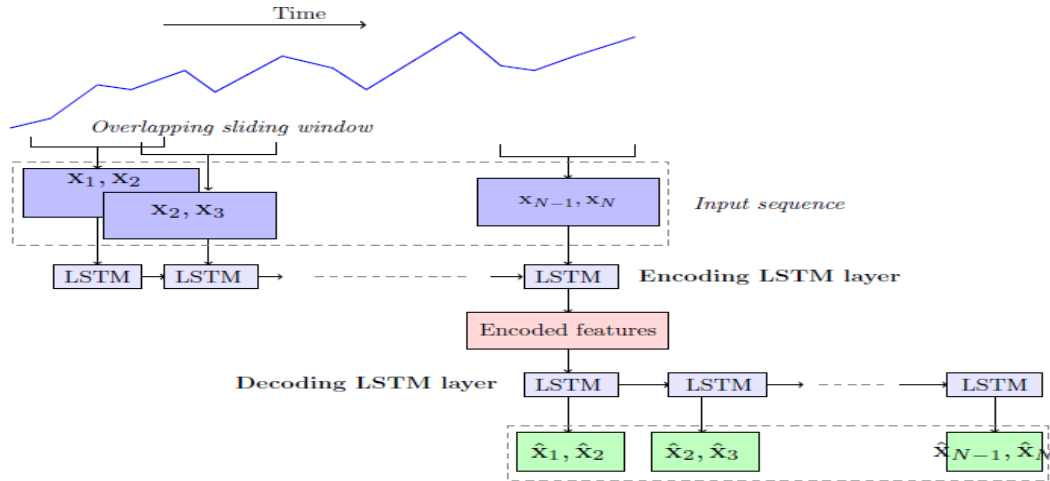 Time
Overlapping sliding window
x₁, x₂
x₂, x₃
x_{N−1}, x_N
Input sequence
LSTM
LSTM
LSTM
Encoding LSTM layer
Encoded features
Decoding LSTM layer
LSTM
LSTM
LSTM
x̂₁, x̂₂
x̂₂, x̂₃
x̂_{N−1}, x̂_N